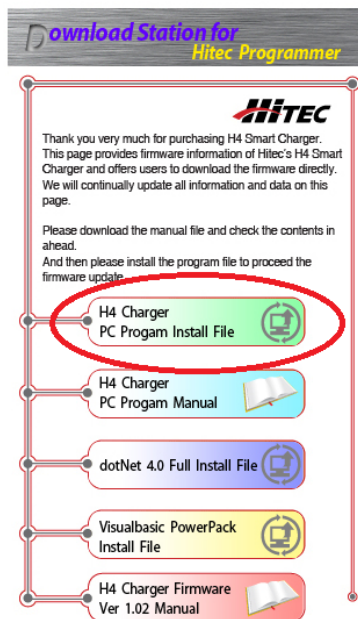 Download Station for
Hitec Programmer
HiTEC
Thank you very much for purchasing H4 Smart Charger.
This page provides firmware information of Hitec's H4 Smart
Charger and offers users to download the firmware directly.
We will continually update all information and data on this
page.
Please download the manual file and check the contents in
ahead.
And then please install the program file to proceed the
firmware update.
H4 Charger
PC Progam Install File
H4 Charger
PC Progam Manual
dotNet 4.0 Full Install File
Visualbasic PowerPack
Install File
H4 Charger Firmware
Ver 1.02 Manual